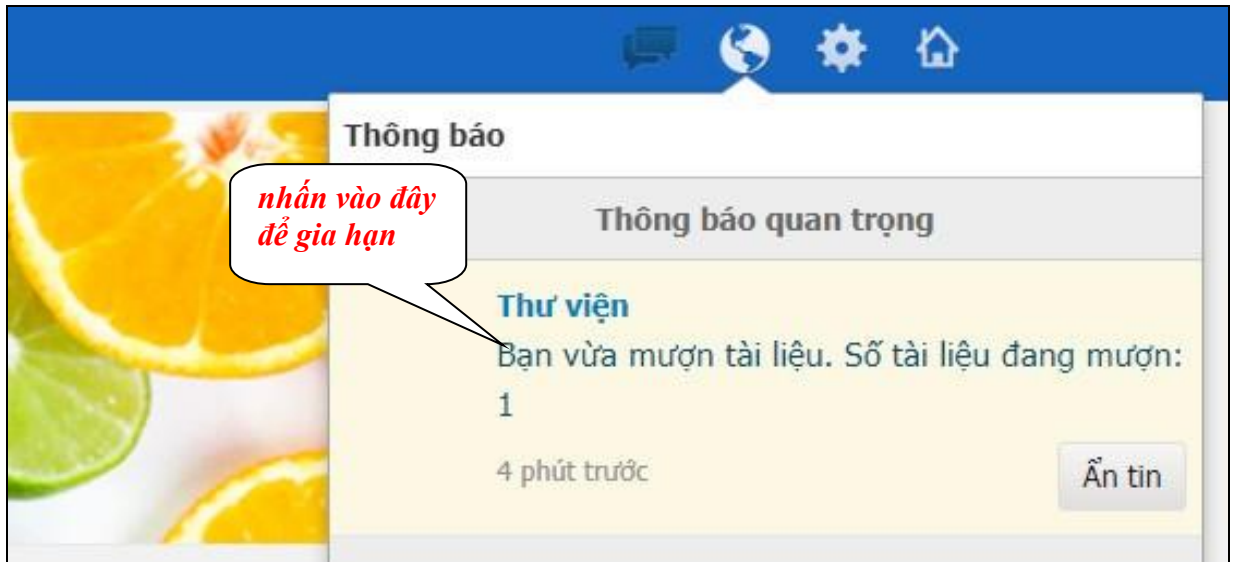 Thông báo
nhấn vào đây
để gia hạn
Thông báo quan trọng
Thư viện
Bạn vừa mượn tài liệu. Số tài liệu đang mượn:
1
4 phút trước
Ẩn tin